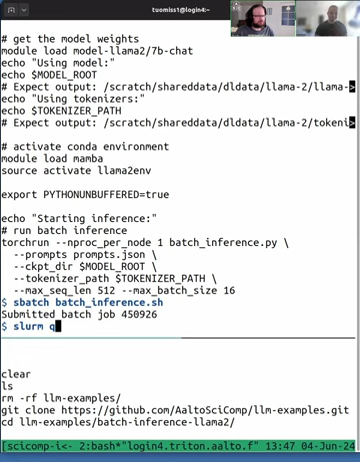 tuomiss1@login4:~
# get the model weights
module load model-llama2/7b-chat
echo "Using model:"
echo $MODEL_ROOT
# Expect output: /scratch/shareddata/dldata/llama-2/llama->
echo "Using tokenizers:"
echo $TOKENIZER_PATH
# Expect output: /scratch/shareddata/dldata/llama-2/tokeni>
# activate conda environment
module load mamba
source activate llama2env
export PYTHONUNBUFFERED=true
echo "Starting inference:"
# run batch inference
torchrun --nproc_per_node 1 batch_inference.py \
--prompts prompts.json \
--ckpt_dir $MODEL_ROOT \
--tokenizer_path $TOKENIZER_PATH \
--max_seq_len 512 --max_batch_size 16
$ sbatch batch_inference.sh
Submitted batch job 450926
$ slurm q
clear
ls
rm -rf llm-examples/
git clone https://github.com/AaltoSciComp/llm-examples.git
cd llm-examples/batch-inference-llama2/
[scicomp-i<- 2:bash*"login4.triton.aalto.f" 13:47 04-Jun-24